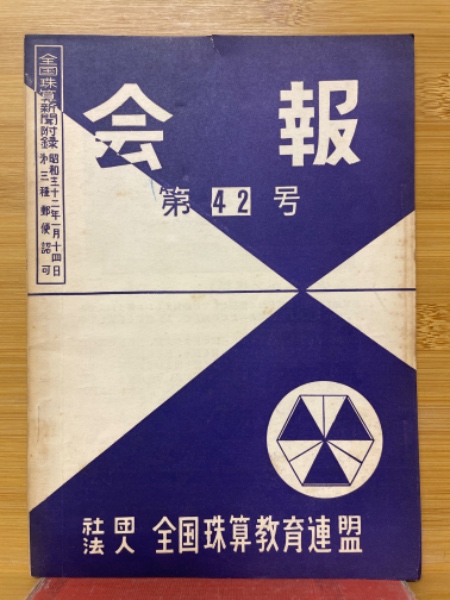 会報
第42号
全国珠算新聞附録
昭和三十二年一月十四日
第三種郵便認可
社団法人 全国珠算教育連盟